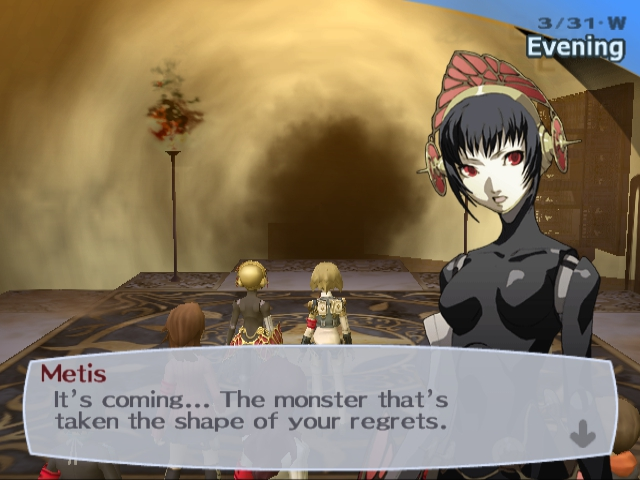 3/31·W
Evening
Metis
It's coming... The monster that's
taken the shape of your regrets.